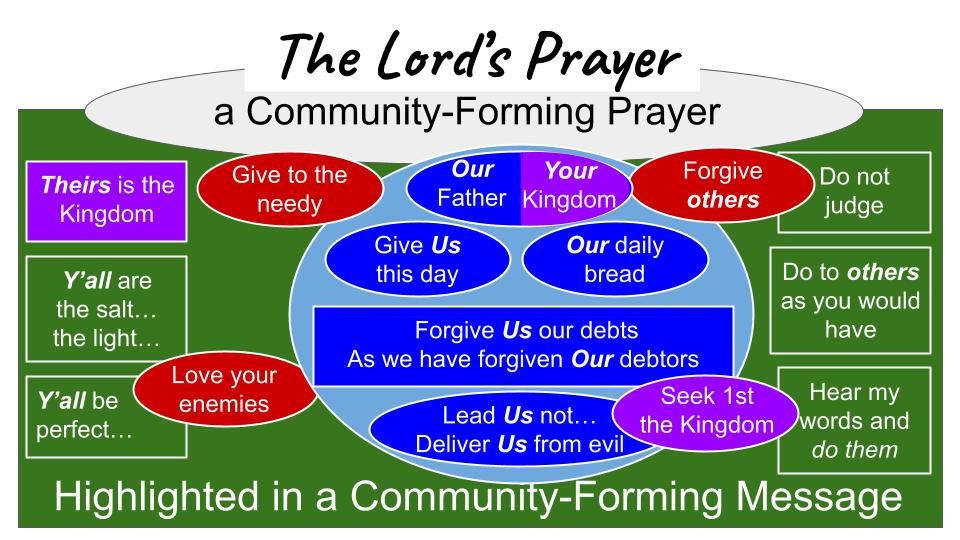 The Lord's Prayer
a Community-Forming Prayer
Theirs is the
Kingdom
Give to the
needy
Our
Father
Your
Kingdom
Forgive
others
Do not
judge
Y'all are
the salt…
the light…
Give Us
this day
Our daily
bread
Do to others
as you would
have
Forgive Us our debts
As we have forgiven Our debtors
Y'all be
perfect…
Love your
enemies
Lead Us not…
Deliver Us from evil
Seek 1st
the Kingdom
Hear my
words and
do them
Highlighted in a Community-Forming Message